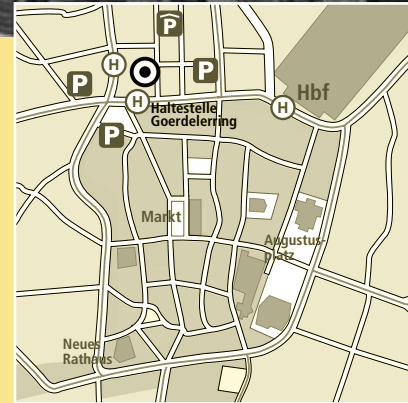 P
H
P
P
Hbf
H
Haltestelle
Goerdelerring
H
P
Markt
Augustus-
platz
Neues
Rathaus